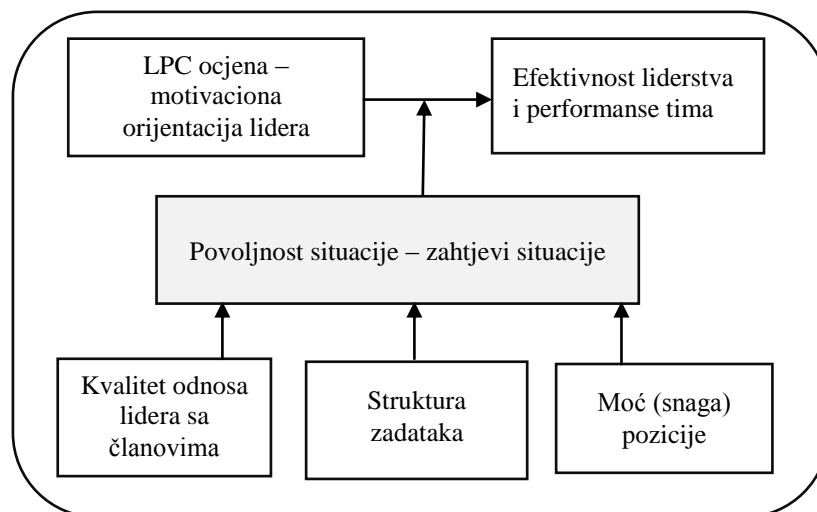 LPC ocjena –
motivaciona
orijentacija lidera
Efektivnost liderstva
i performanse tima
Povoljnost situacije – zahtjevi situacije
Kvalitet odnosa
lidera sa
članovima
Struktura
zadataka
Moć (snaga)
pozicije